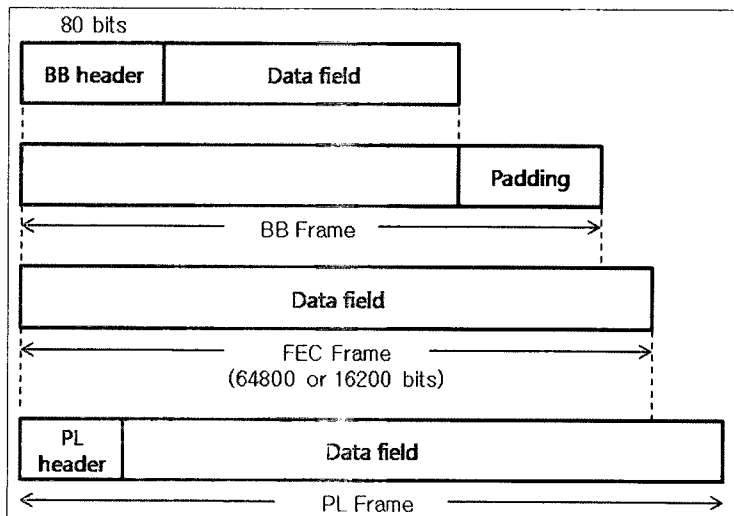 80 bits
BB header
Data field
Padding
BB Frame
Data field
FEC Frame
(64800 or 16200 bits)
PL
header
Data field
PL Frame